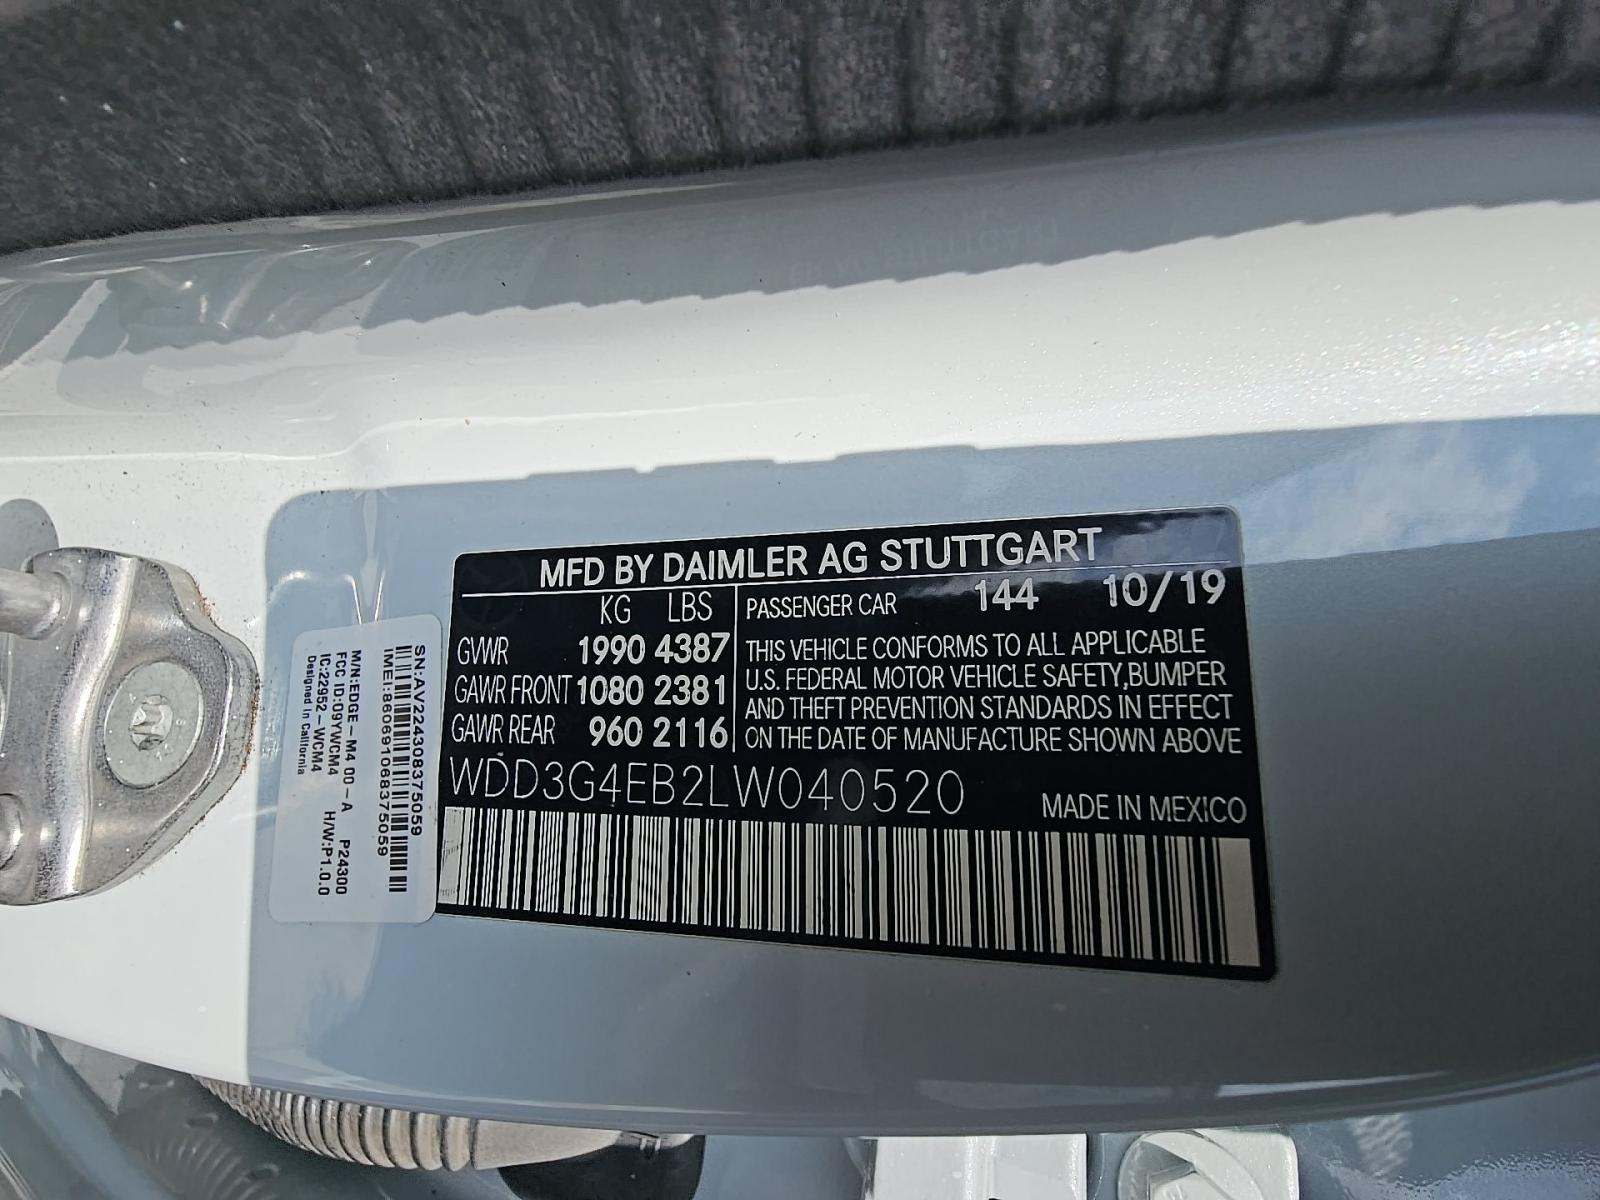 MFD BY DAIMLER AG STUTTGART
KG LBS
GVWR 1990 4387
GAWR FRONT 1080 2381
GAWR REAR 960 2116
PASSENGER CAR 144 10/19
THIS VEHICLE CONFORMS TO ALL APPLICABLE
U.S. FEDERAL MOTOR VEHICLE SAFETY,BUMPER
AND THEFT PREVENTION STANDARDS IN EFFECT
ON THE DATE OF MANUFACTURE SHOWN ABOVE
WDD3G4EB2LW040520
MADE IN MEXICO
SN:AV22430837505​9
IMEI:860691068375059
M/N:EDGE-M4 00-A P24300
FCC ID:09YWCM4 H/W:P1.0.0
IC:22952-WCM4
Designed in California